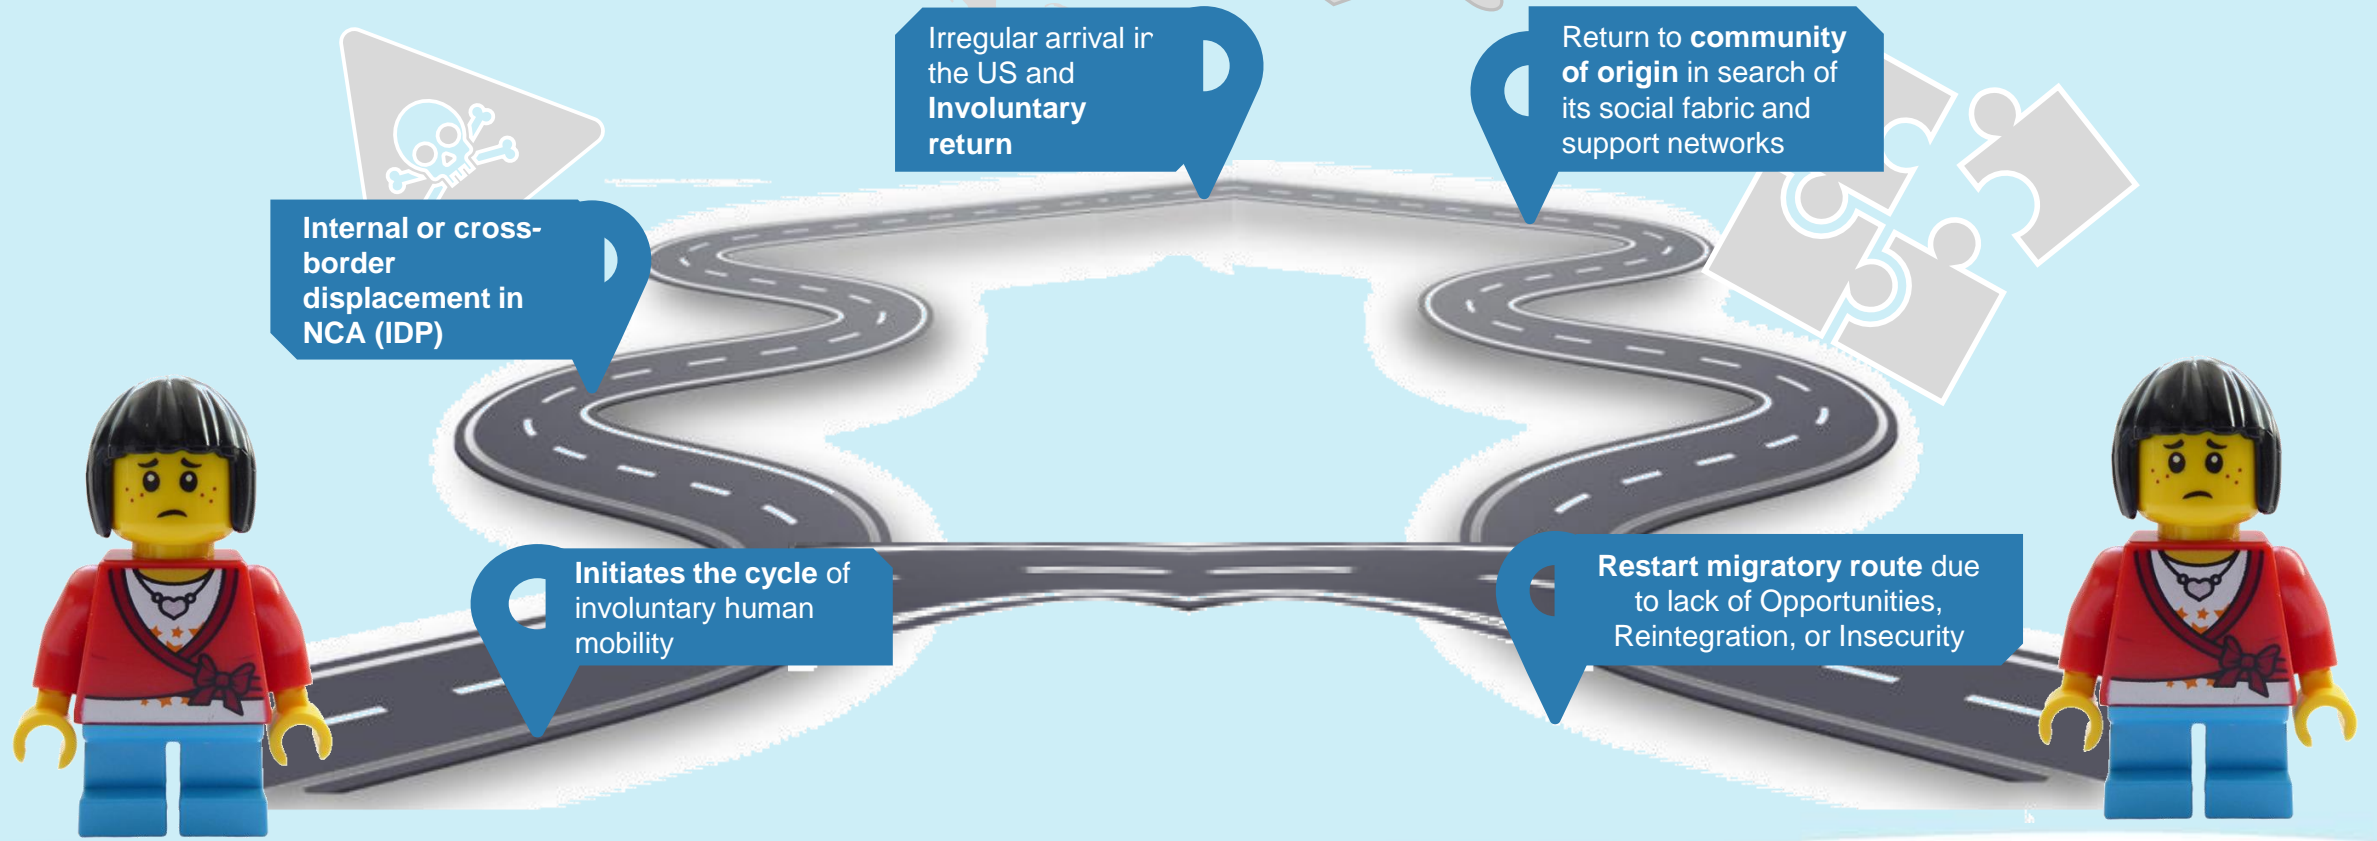 Irregular arrival in
the US and
Involuntary
return
Return to community
of origin in search of
its social fabric and
support networks
Internal or cross-
border
displacement in
NCA (IDP)
Initiates the cycle of
involuntary human
mobility
Restart migratory route due
to lack of Opportunities,
Reintegration, or Insecurity